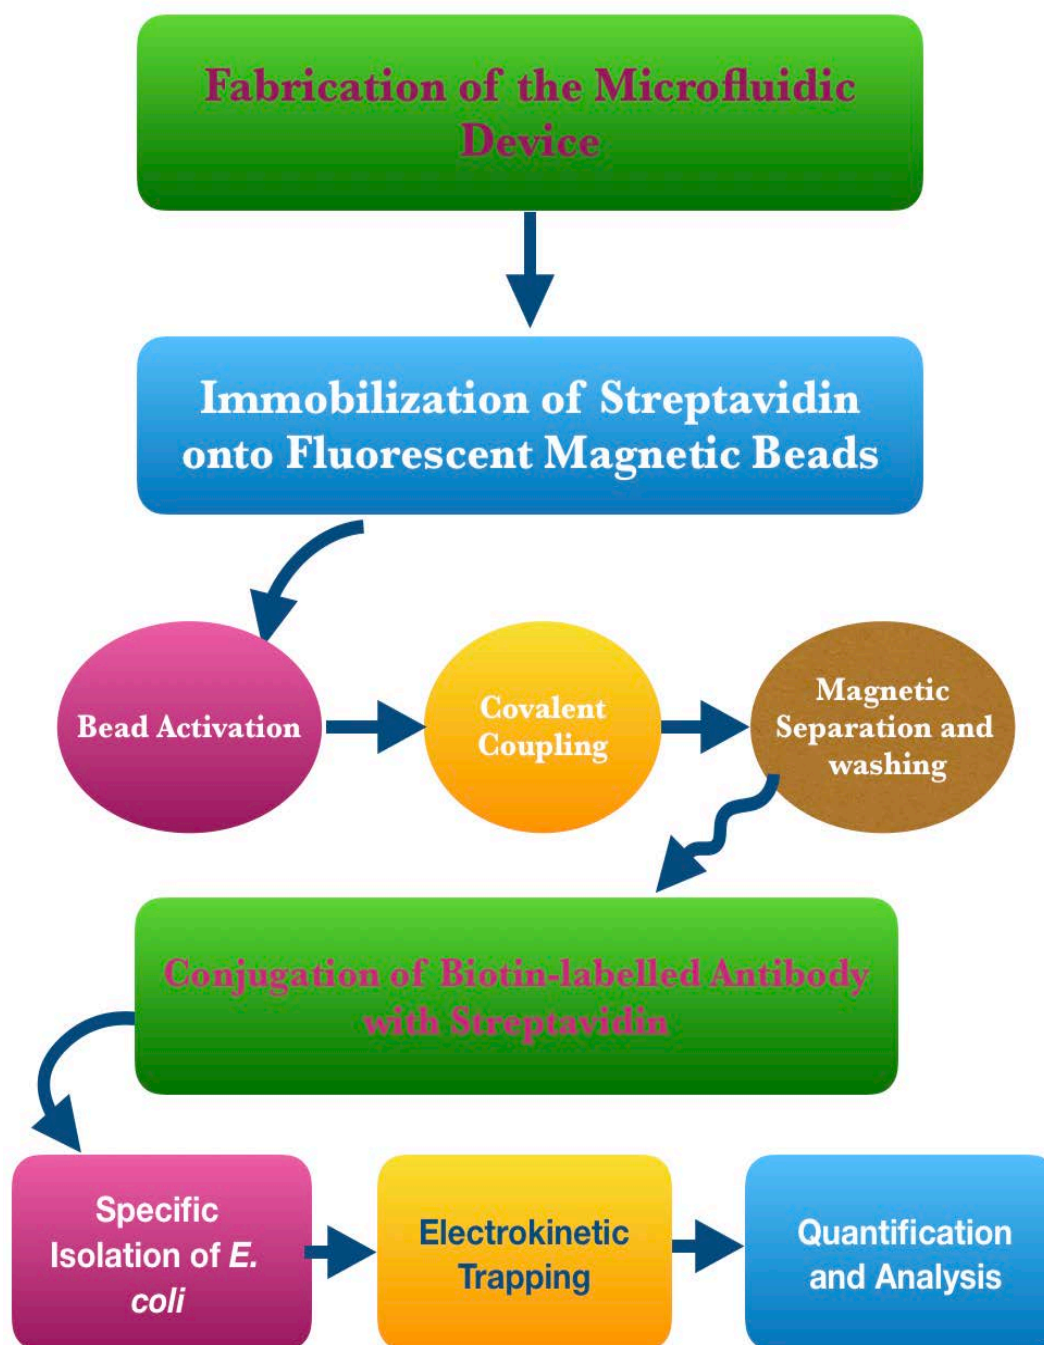 Fabrication of the Microfluidic
Device
Immobilization of Streptavidin
onto Fluorescent Magnetic Beads
Bead Activation
Covalent
Coupling
Magnetic
Separation and
washing
Conjugation of Biotin-labelled Antibody
with Streptavidin
Specific
Isolation of E.
coli
Electrokinetic
Trapping
Quantification
and Analysis